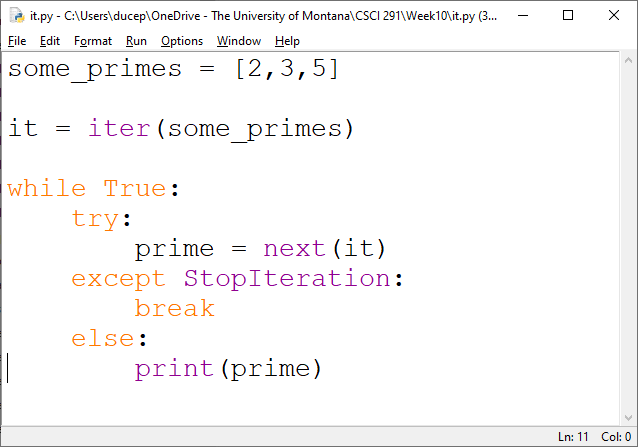 it.py - C:\Users\ducep\OneDrive - The University of Montana\CSCI 291\Week10\it.py (3...
File Edit Format Run Options Window Help
some_primes = [2,3,5]
it = iter(some_primes)
while True:
    try:
        prime = next(it)
    except StopIteration:
        break
    else:
        print(prime)
Ln: 11 Col: 0